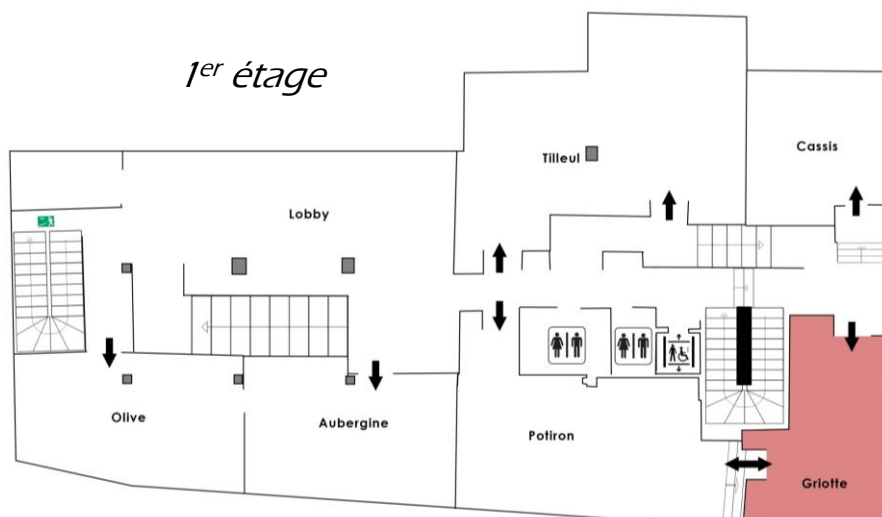 1er étage
Cassis
Tilleul
Lobby
Olive
Aubergine
Potiron
Griotte